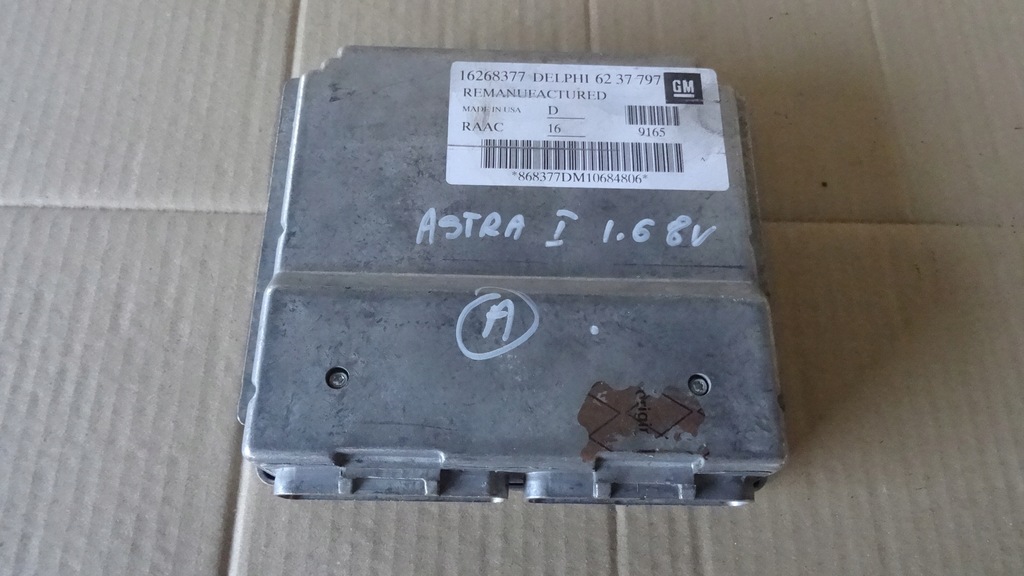 16268377 DELPHI 62 37 797
GM
REMANUFACTURED
MADE IN USA D
RAAC 16 9165
*868377DM10684806*
ASTRA I 1.6 8V
A